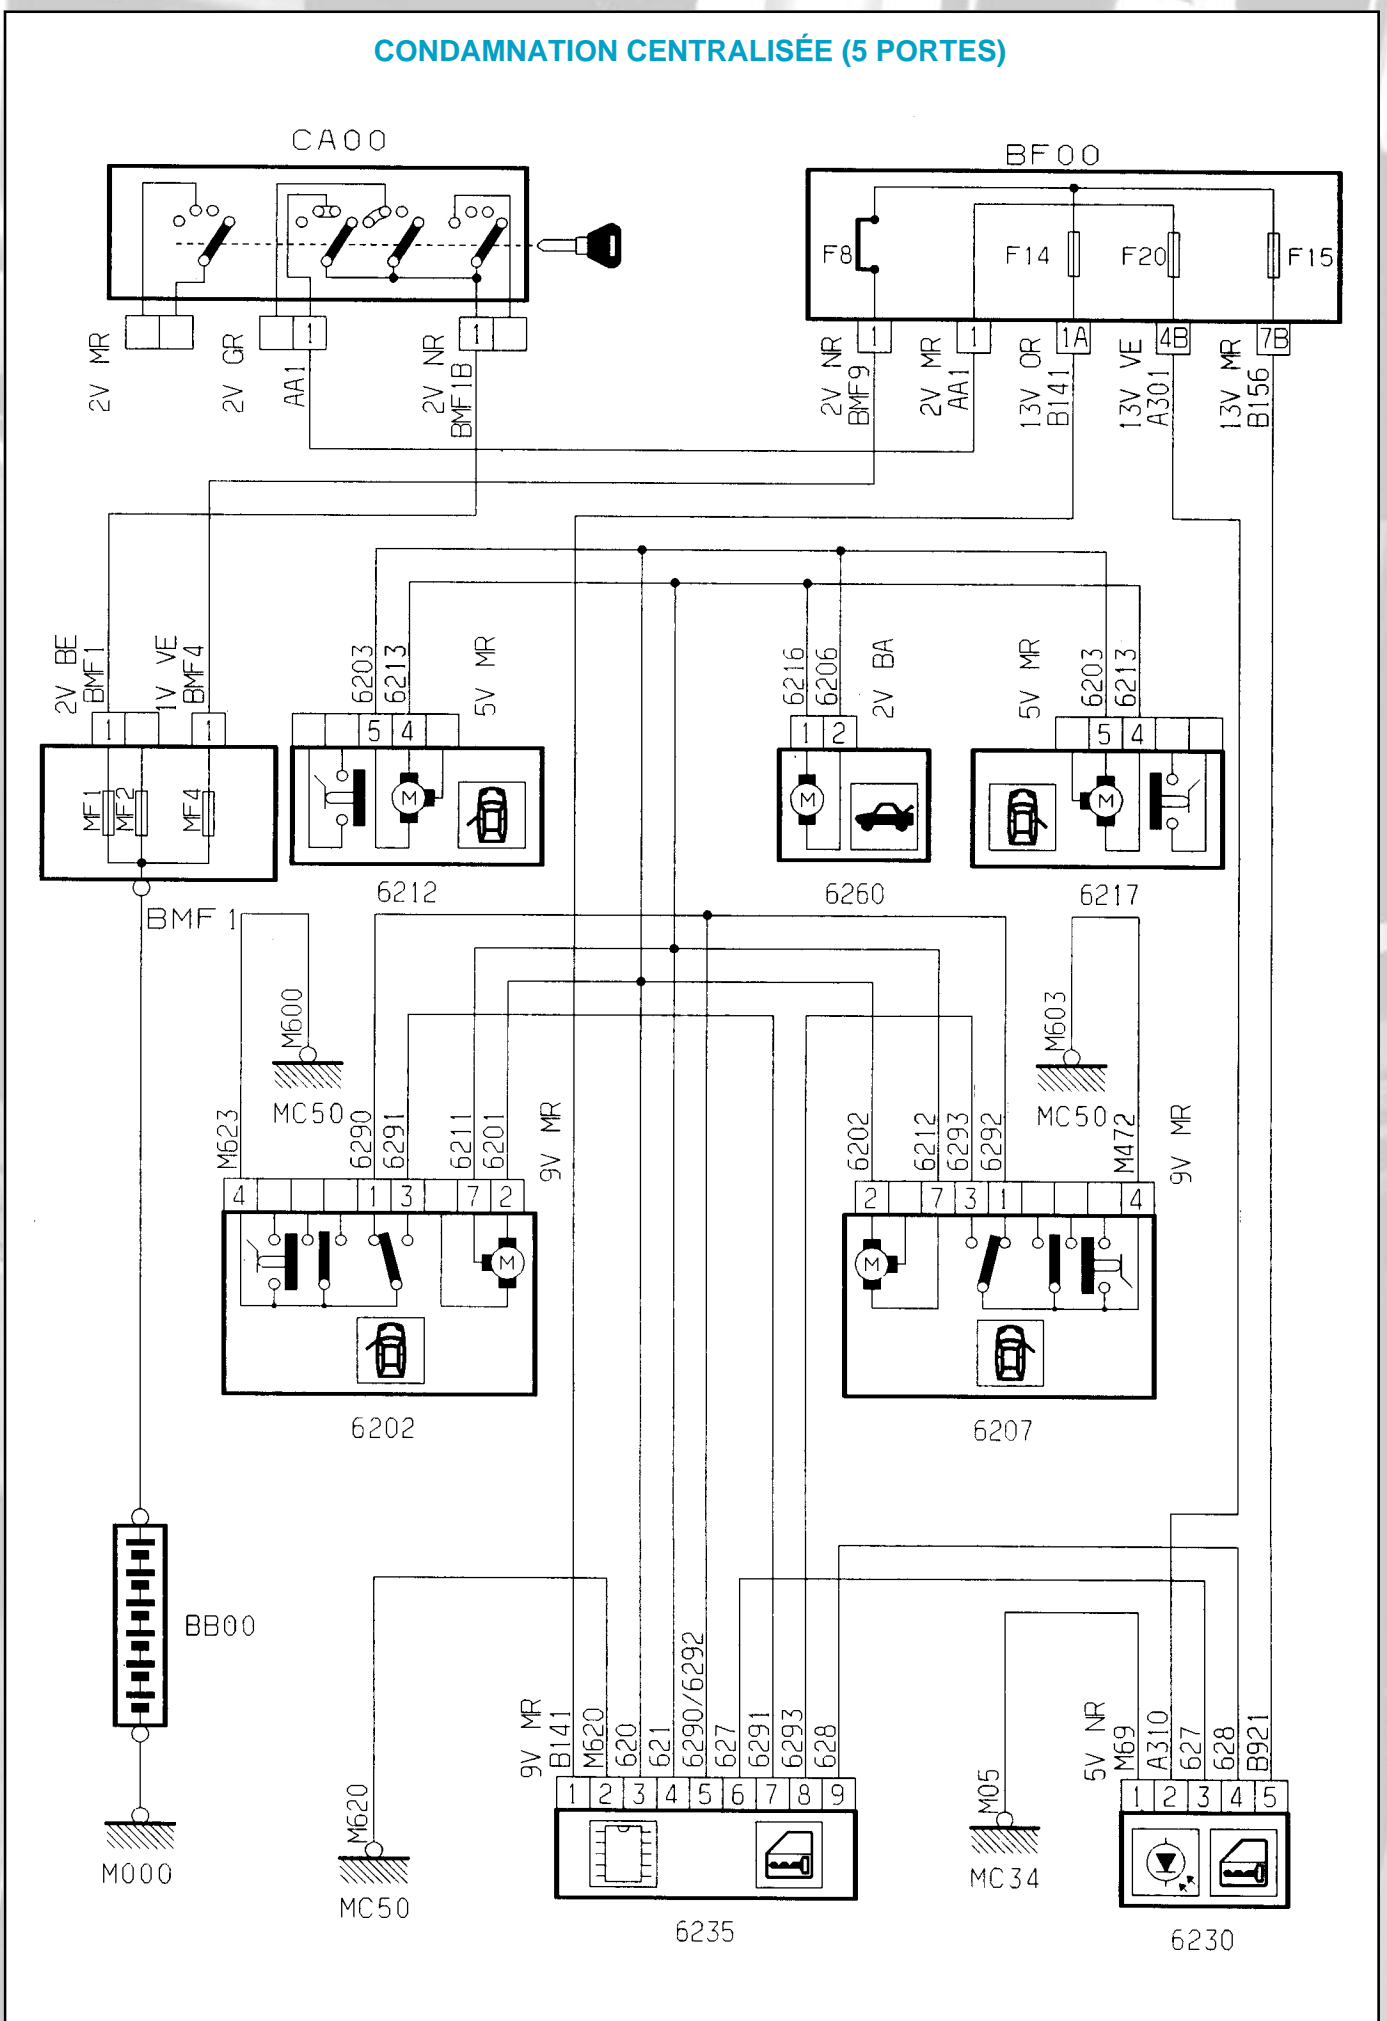 CONDAMNATION CENTRALISÉE (5 PORTES)
CA00
BF00
F8
F14
F20
F15
1
1
1
1
1A
4B
7B
2V MR
2V GR
AA1
2V NR
BMF1B
2V NR
BMF9
2V MR
AA1
13V OR
B141
13V VE
A301
13V MR
B156
2V BE
BMF1
1V VE
BMF4
6203
6213
5V MR
6216
6206
2V BA
5V MR
6203
6213
1
1
5
4
1
2
5
4
MF1
MF2
MF4
M
M
M
6212
6260
6217
BMF1
M600
MC50
M603
MC50
M623
6290
6291
6211
6201
9V MR
6202
6212
6293
6292
M472
9V MR
4
1
3
7
2
2
7
3
1
4
M
M
6202
6207
BB00
M000
M620
MC50
9V MR
B141
M620
620
621
6290/6292
627
6291
6293
628
M05
MC34
5V NR
M69
A310
627
628
B921
1
2
3
4
5
6
7
8
9
1
2
3
4
5
6235
6230